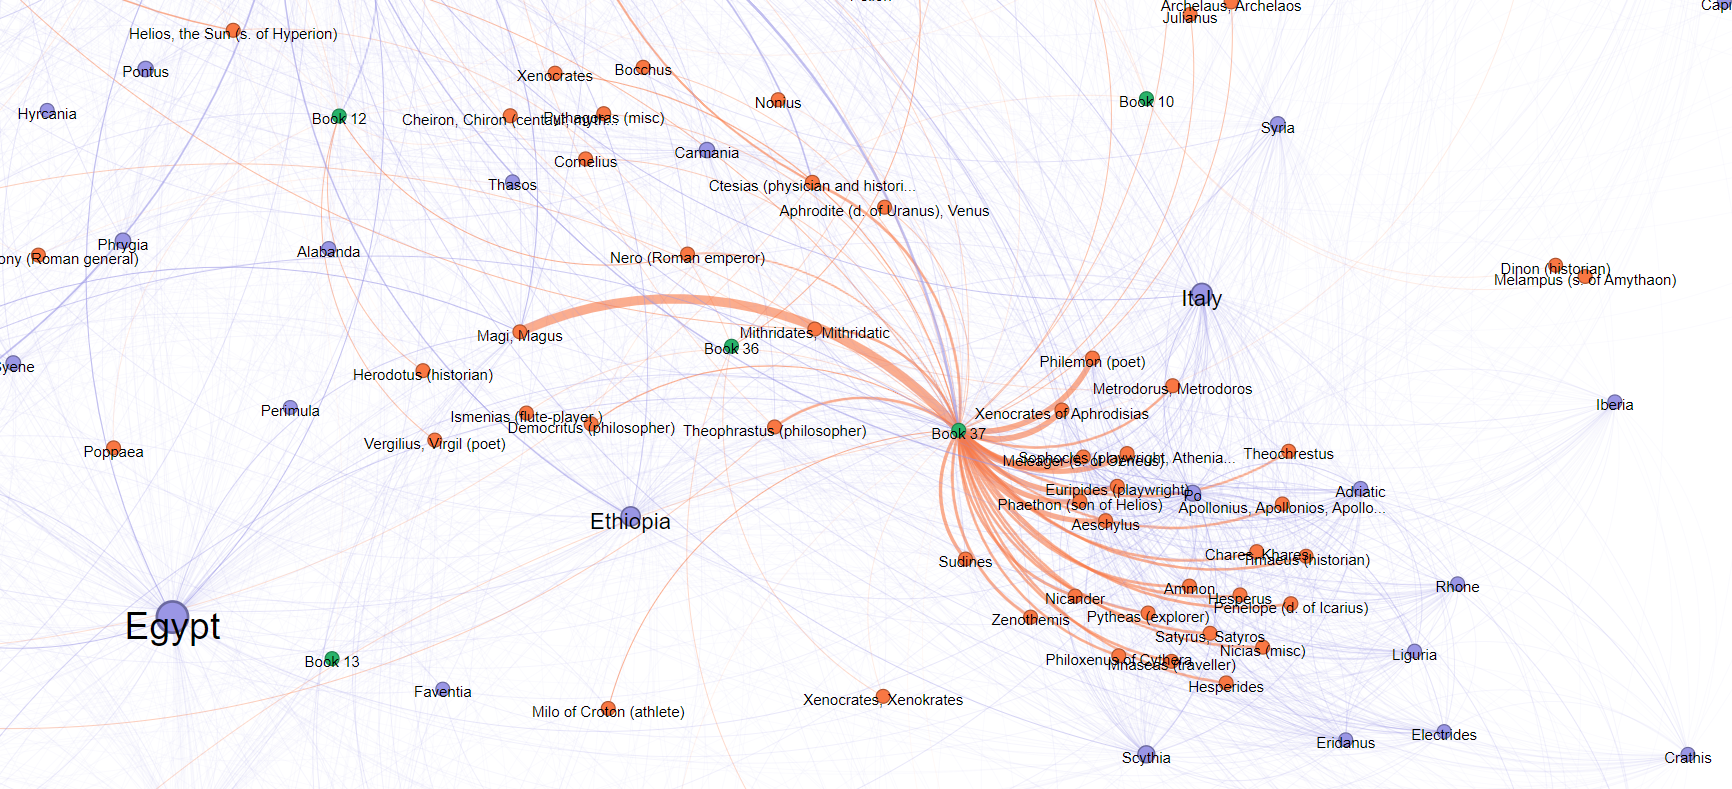 Archelaus, Archelaos
Capi
Julianus
Helios, the Sun (s. of Hyperion)
Pontus
Xenocrates
Bocchus
Nonius
Book 10
Hyrcania
Book 12
Cheiron, Chiron (centaur, myth...
Pythagoras (misc)
Syria
Cornelius
Carmania
Thasos
Ctesias (physician and histori...
Aphrodite (d. of Uranus), Venus
Phrygia
Alabanda
ony (Roman general)
Nero (Roman emperor)
Dinon (historian)
Melampus (s. of Amythaon)
Italy
Magi, Magus
Mithridates, Mithridatic
Book 36
Syene
Herodotus (historian)
Philemon (poet)
Metrodorus, Metrodoros
Perimula
Ismenias (flute-player )
Democritus (philosopher)
Theophrastus (philosopher)
Xenocrates of Aphrodisias
Iberia
Book 37
Poppaea
Vergilius, Virgil (poet)
Sophocles (playwright, Athenia...
Meleager (s. of Oeneus)
Theochrestus
Euripides (playwright)
Po
Adriatic
Phaethon (son of Helios)
Apollonius, Apollonios, Apollo...
Aeschylus
Ethiopia
Sudines
Chares, Khares
Timaeus (historian)
Rhone
Ammon
Nicander
Hesperus
Penelope (d. of Icarius)
Zenothemis
Pytheas (explorer)
Egypt
Satyrus, Satyros
Nicias (misc)
Book 13
Philoxenus of Cythera
Mnaseas (traveller)
Liguria
Faventia
Hesperides
Milo of Croton (athlete)
Xenocrates, Xenokrates
Eridanus
Electrides
Scythia
Crathis